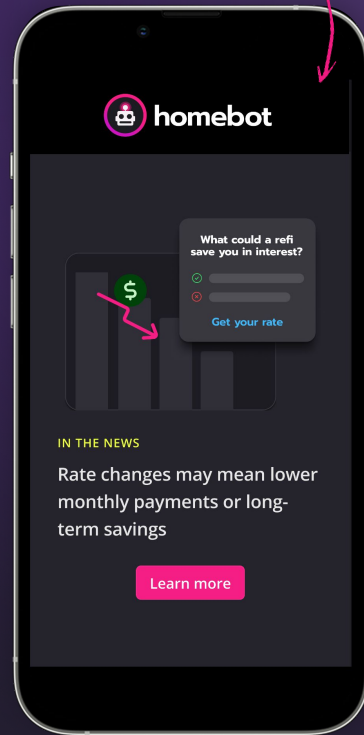 homebot
What could a refi
save you in interest?
$
Get your rate
IN THE NEWS
Rate changes may mean lower
monthly payments or long-
term savings
Learn more